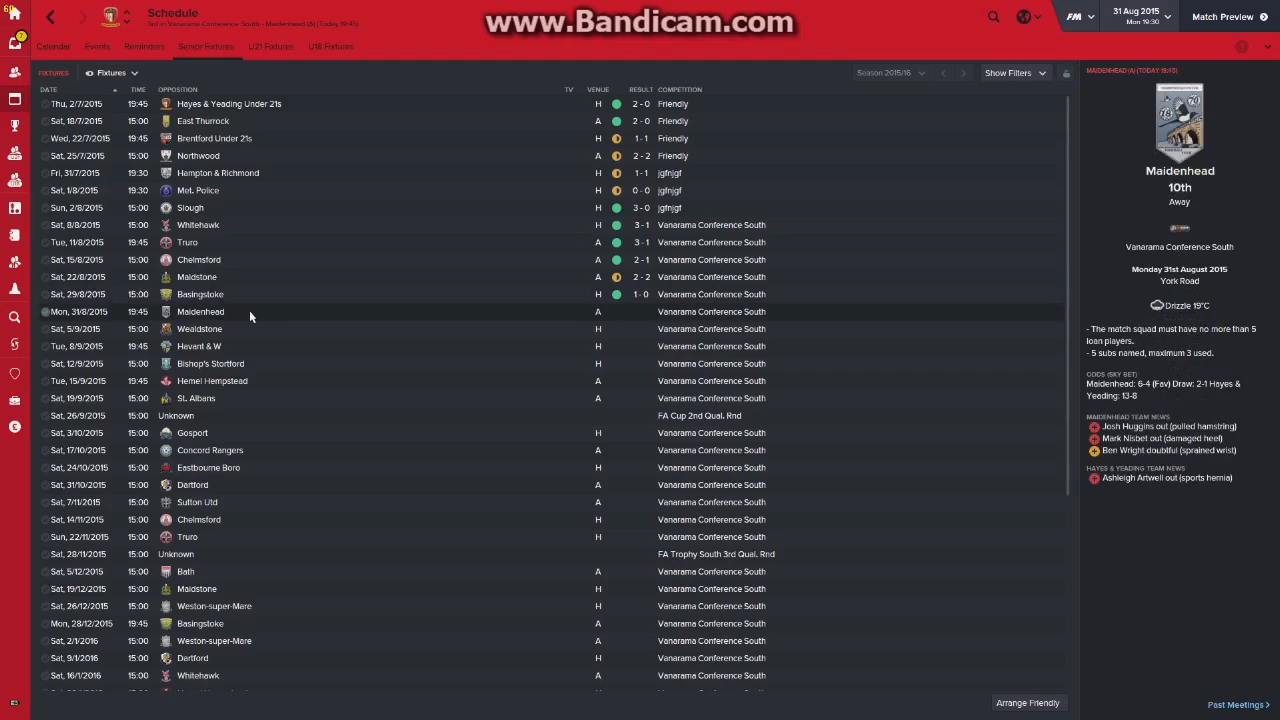 www.Bandicam.com
Schedule
3rd in Vanarama Conference South - Maidenhead (A) (Today 19:45)
31 Aug 2015
Mon 19:30
Match Preview
Calendar Events Reminders Senior Fixtures U21 Fixtures U18 Fixtures
FIXTURES Fixtures Season 2015/16 Show Filters
DATE TIME OPPOSITION TV VENUE RESULT COMPETITION
Thu, 2/7/2015 19:45 Hayes & Yeading Under 21s H 2 - 0 Friendly
Sat, 18/7/2015 15:00 East Thurrock A 2 - 0 Friendly
Wed, 22/7/2015 19:45 Brentford Under 21s H 1 - 1 Friendly
Sat, 25/7/2015 15:00 Northwood A 2 - 2 Friendly
Fri, 31/7/2015 19:30 Hampton & Richmond H 1 - 1 jgfnjgf
Sat, 1/8/2015 19:30 Met. Police H 0 - 0 jgfnjgf
Sun, 2/8/2015 15:00 Slough H 3 - 0 jgfnjgf
Sat, 8/8/2015 15:00 Whitehawk H 3 - 1 Vanarama Conference South
Tue, 11/8/2015 19:45 Truro A 3 - 1 Vanarama Conference South
Sat, 15/8/2015 15:00 Chelmsford A 2 - 1 Vanarama Conference South
Sat, 22/8/2015 15:00 Maidstone A 2 - 2 Vanarama Conference South
Sat, 29/8/2015 15:00 Basingstoke H 1 - 0 Vanarama Conference South
Mon, 31/8/2015 19:45 Maidenhead A Vanarama Conference South
Sat, 5/9/2015 15:00 Wealdstone H Vanarama Conference South
Tue, 8/9/2015 19:45 Havant & W H Vanarama Conference South
Sat, 12/9/2015 15:00 Bishop's Stortford H Vanarama Conference South
Tue, 15/9/2015 19:45 Hemel Hempstead A Vanarama Conference South
Sat, 19/9/2015 15:00 St. Albans A Vanarama Conference South
Sat, 26/9/2015 15:00 Unknown FA Cup 2nd Qual. Rnd
Sat, 3/10/2015 15:00 Gosport H Vanarama Conference South
Sat, 17/10/2015 15:00 Concord Rangers A Vanarama Conference South
Sat, 24/10/2015 15:00 Eastbourne Boro H Vanarama Conference South
Sat, 31/10/2015 15:00 Dartford A Vanarama Conference South
Sat, 7/11/2015 15:00 Sutton Utd A Vanarama Conference South
Sat, 14/11/2015 15:00 Chelmsford H Vanarama Conference South
Sun, 22/11/2015 15:00 Truro H Vanarama Conference South
Sat, 28/11/2015 15:00 Unknown FA Trophy South 3rd Qual. Rnd
Sat, 5/12/2015 15:00 Bath A Vanarama Conference South
Sat, 19/12/2015 15:00 Maidstone H Vanarama Conference South
Sat, 26/12/2015 15:00 Weston-super-Mare H Vanarama Conference South
Mon, 28/12/2015 19:45 Basingstoke A Vanarama Conference South
Sat, 2/1/2016 15:00 Weston-super-Mare A Vanarama Conference South
Sat, 9/1/2016 15:00 Dartford H Vanarama Conference South
Sat, 16/1/2016 15:00 Whitehawk A Vanarama Conference South
Arrange Friendly
MAIDENHEAD (A) (TODAY 19:45)
Maidenhead
10th
Away
Vanarama Conference South
Monday 31st August 2015
York Road
Drizzle 19°C
- The match squad must have no more than 5
loan players.
- 5 subs named, maximum 3 used.
ODDS (SKY BET)
Maidenhead: 6-4 (Fav) Draw: 2-1 Hayes &
Yeading: 13-8
MAIDENHEAD TEAM NEWS
Josh Huggins out (pulled hamstring)
Mark Nisbet out (damaged heel)
Ben Wright doubtful (sprained wrist)
HAYES & YEADING TEAM NEWS
Ashleigh Artwell out (sports hernia)
Past Meetings >